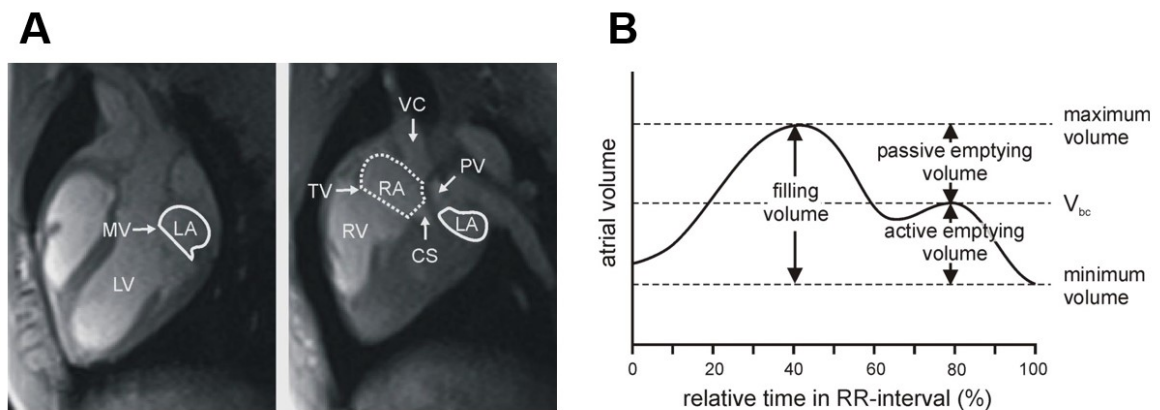 A
MV
LA
LV
VC
PV
TV
RA
RV
LA
CS
B
atrial volume
maximum
volume
passive emptying
volume
filling
volume
V_bc
active emptying
volume
minimum
volume
0
20
40
60
80
100
relative time in RR-interval (%)